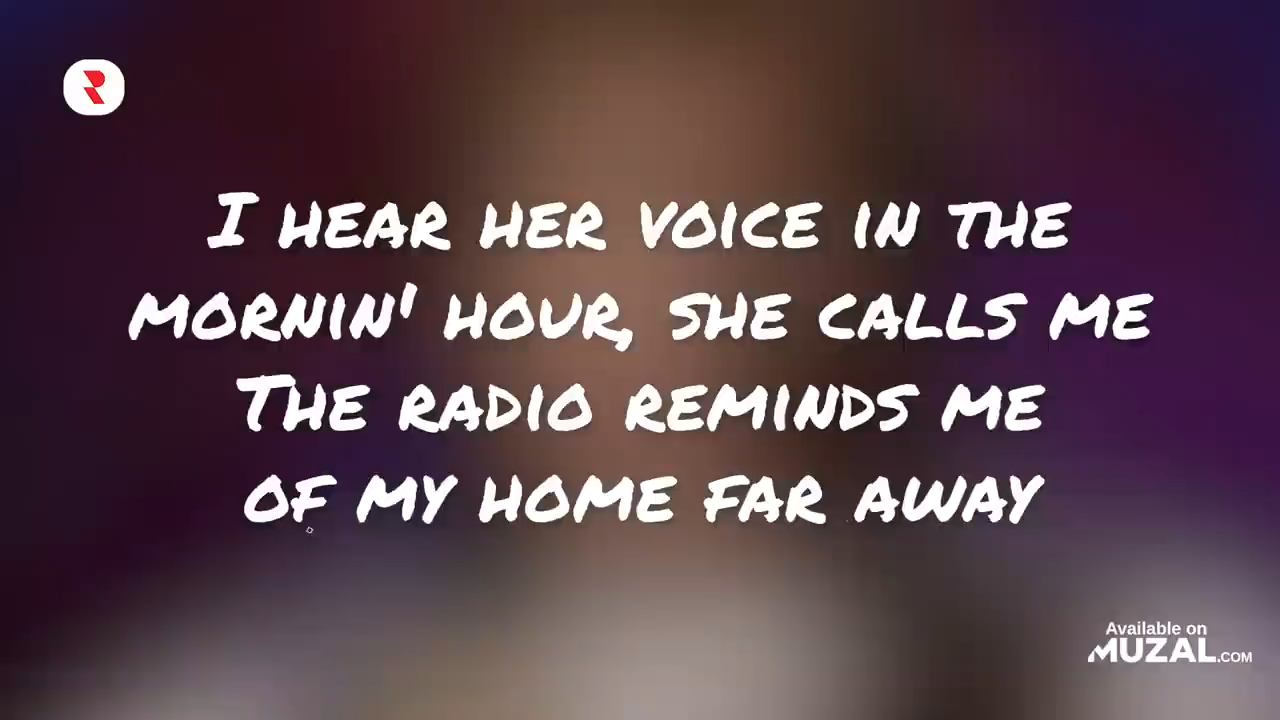 I HEAR HER VOICE IN THE
MORNIN' HOUR, SHE CALLS ME
THE RADIO REMINDS ME
OF MY HOME FAR AWAY
Available on
MUZAL.COM